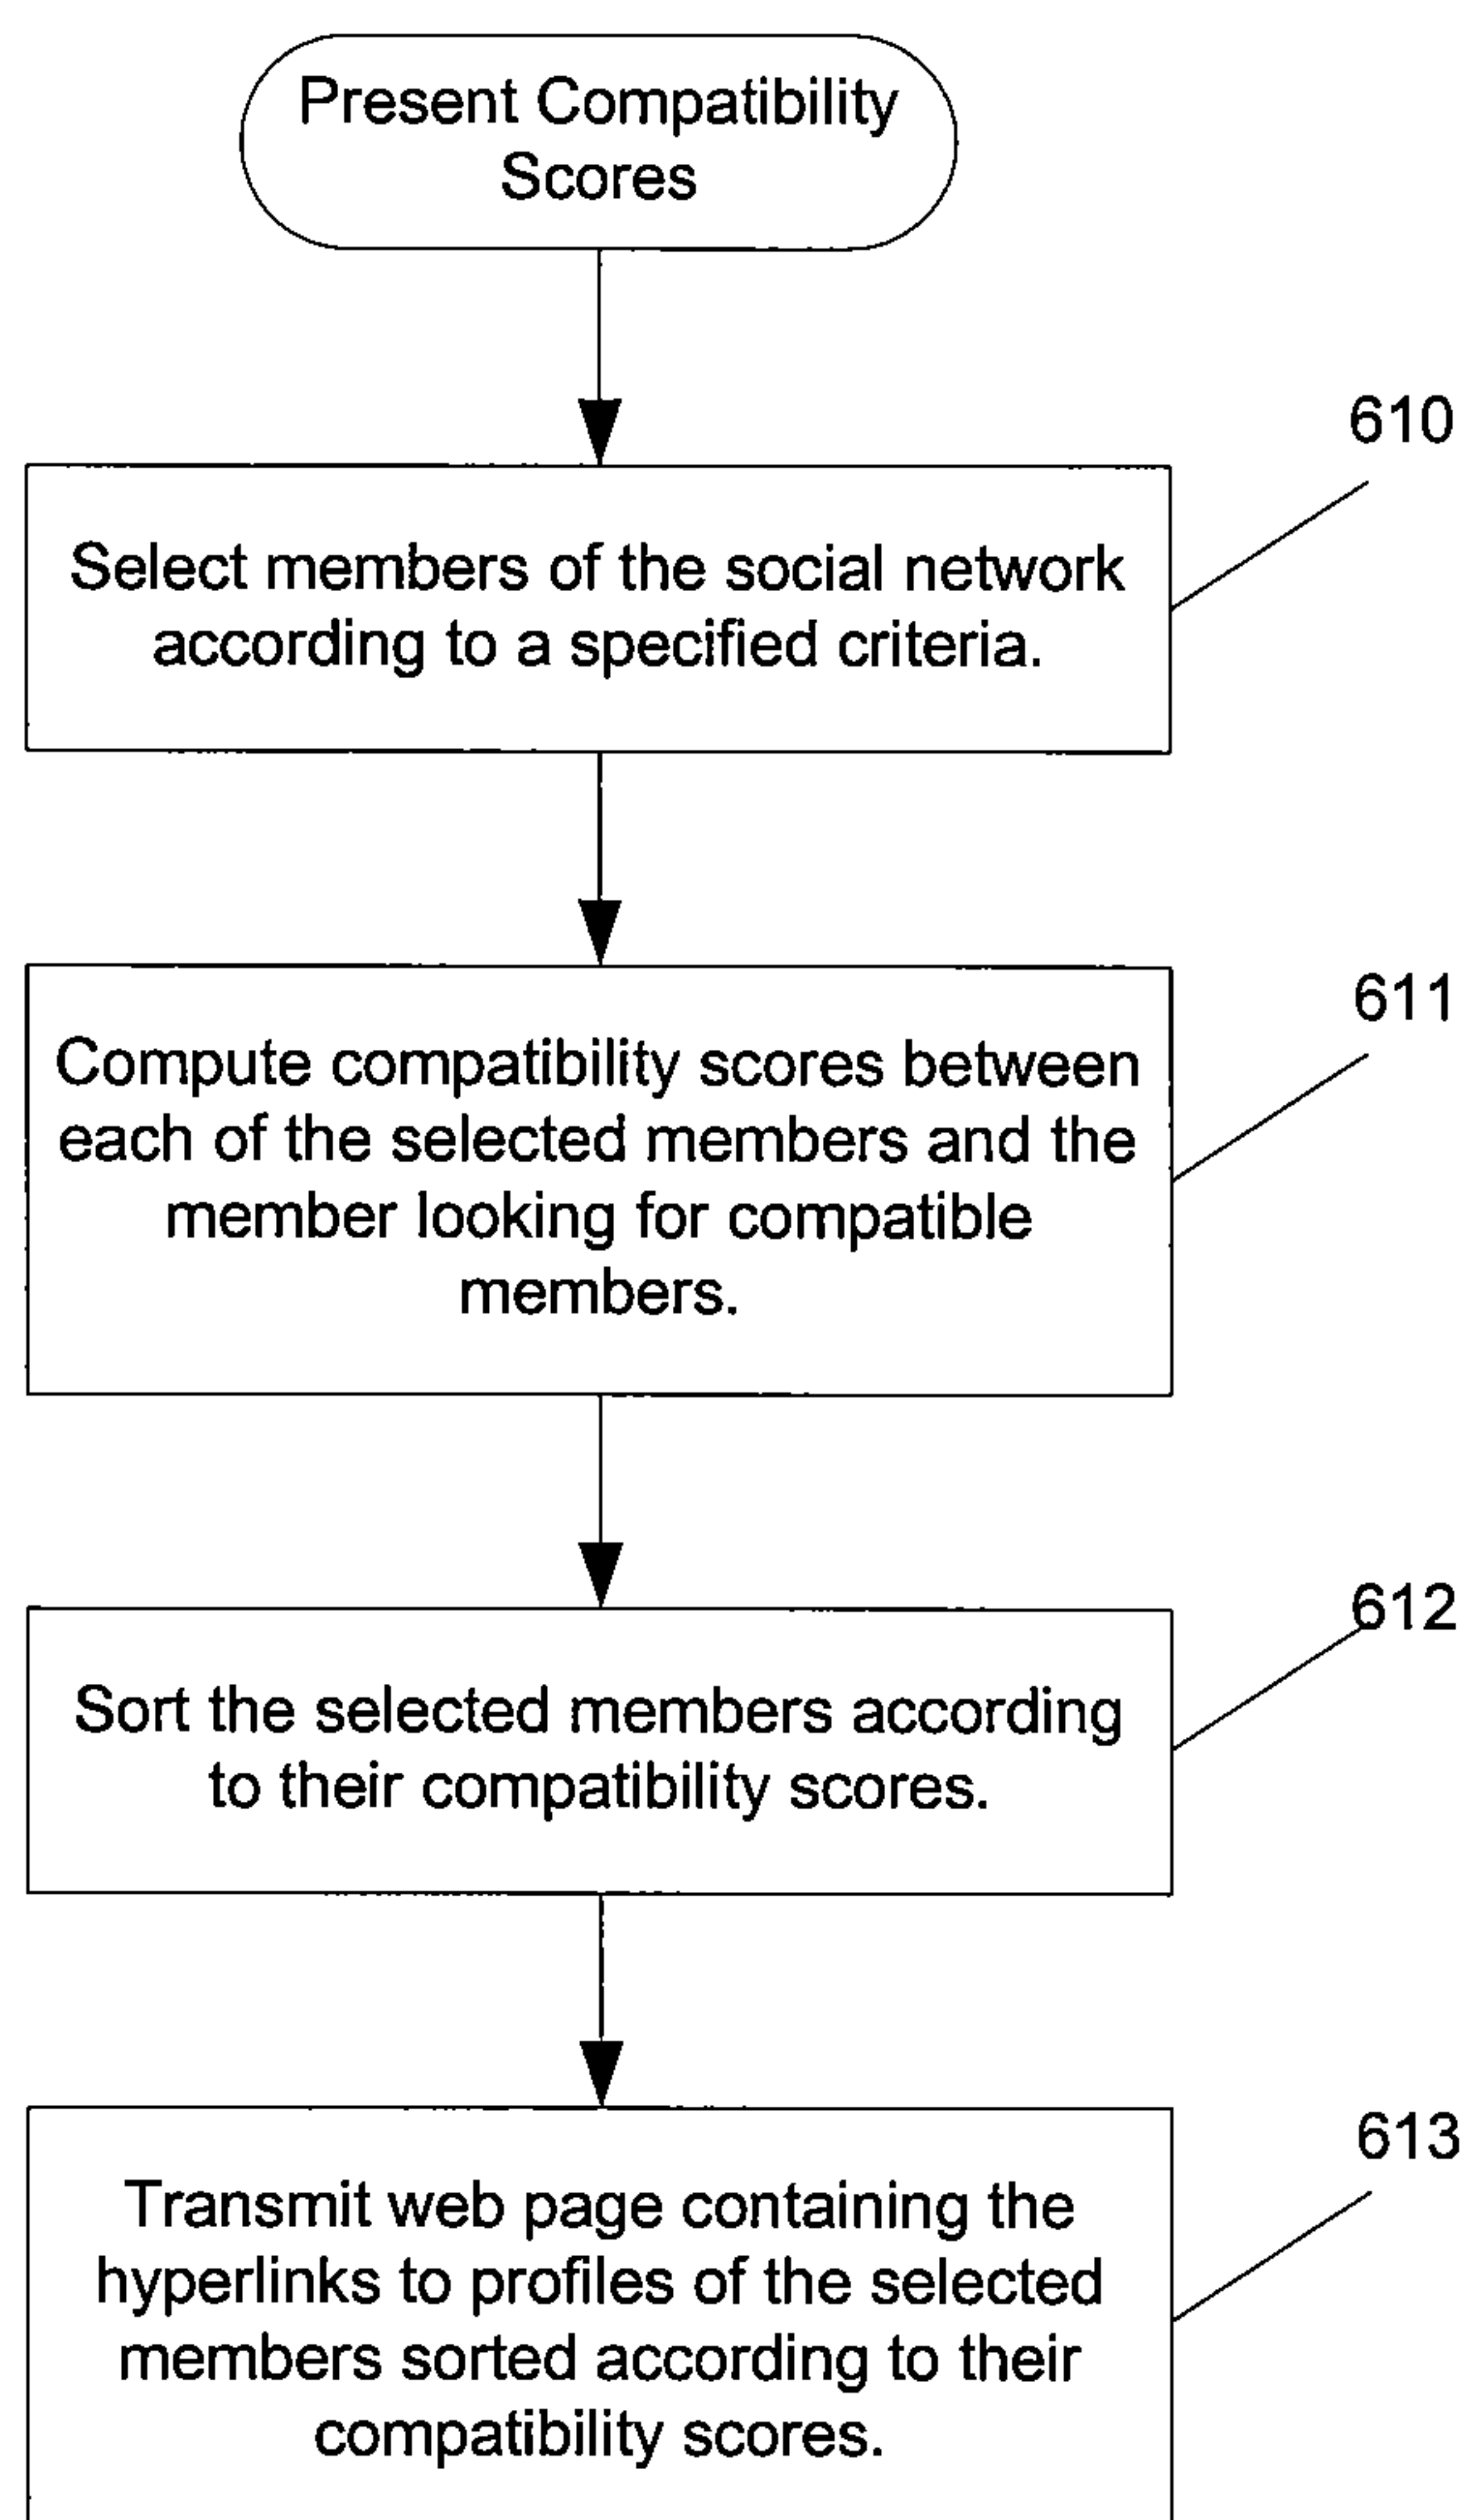 Present Compatibility
Scores
610
Select members of the social network
according to a specified criteria.
611
Compute compatibility scores between
each of the selected members and the
member looking for compatible
members.
612
Sort the selected members according
to their compatibility scores.
613
Transmit web page containing the
hyperlinks to profiles of the selected
members sorted according to their
compatibility scores.